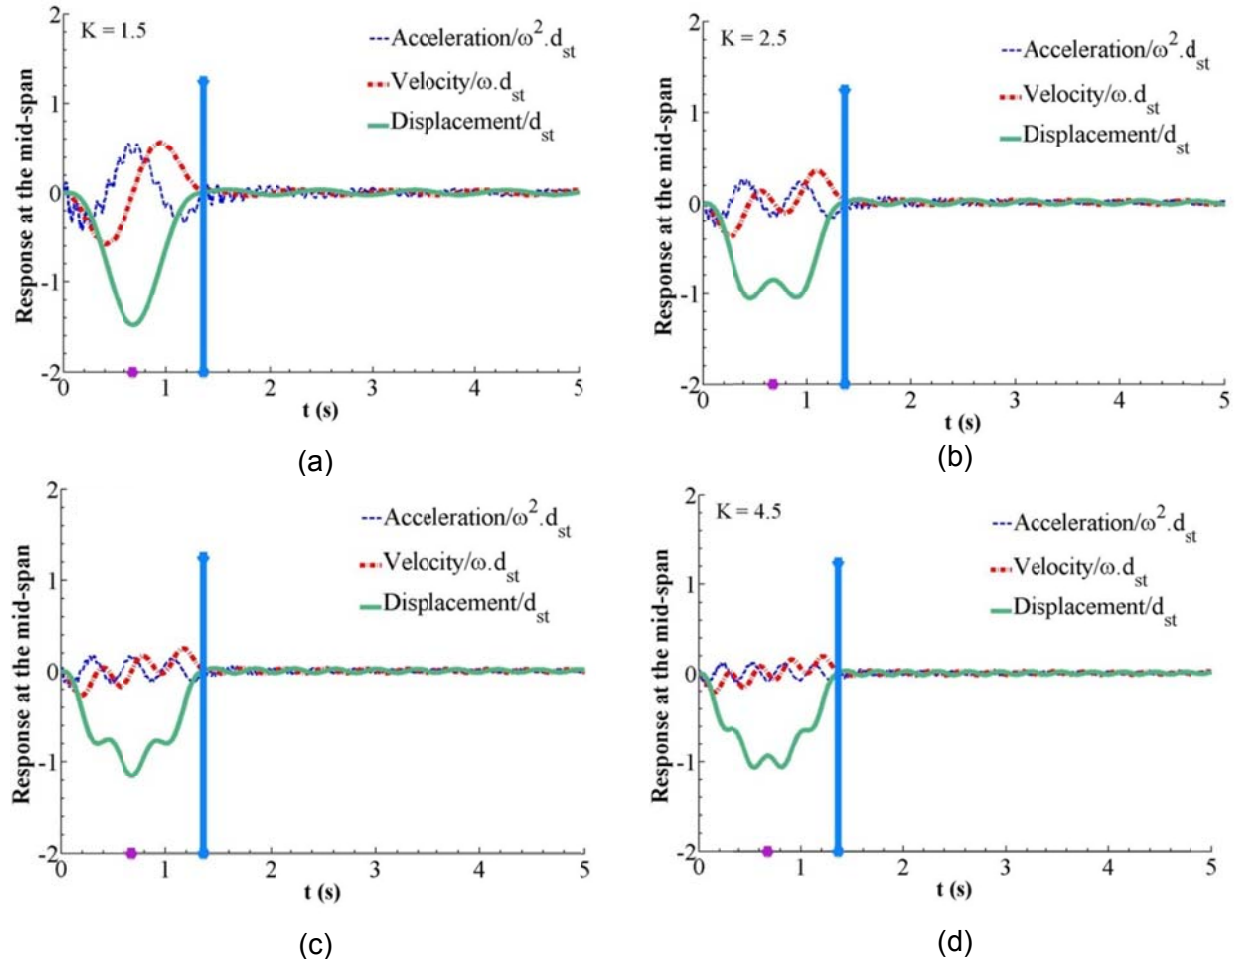 K = 1.5
Acceleration/ω².d_st
Velocity/ω.d_st
Displacement/d_st
Response at the mid-span
2
1
0
-1
-2
0
1
2
3
4
5
t (s)
(a)
K = 2.5
Acceleration/ω².d_st
Velocity/ω.d_st
Displacement/d_st
Response at the mid-span
2
1
0
-1
-2
0
1
2
3
4
5
t (s)
(b)
Acceleration/ω².d_st
Velocity/ω.d_st
Displacement/d_st
Response at the mid-span
2
1
0
-1
-2
0
1
2
3
4
5
t (s)
(c)
K = 4.5
Acceleration/ω².d_st
Velocity/ω.d_st
Displacement/d_st
Response at the mid-span
2
1
0
-1
-2
0
1
2
3
4
5
t (s)
(d)